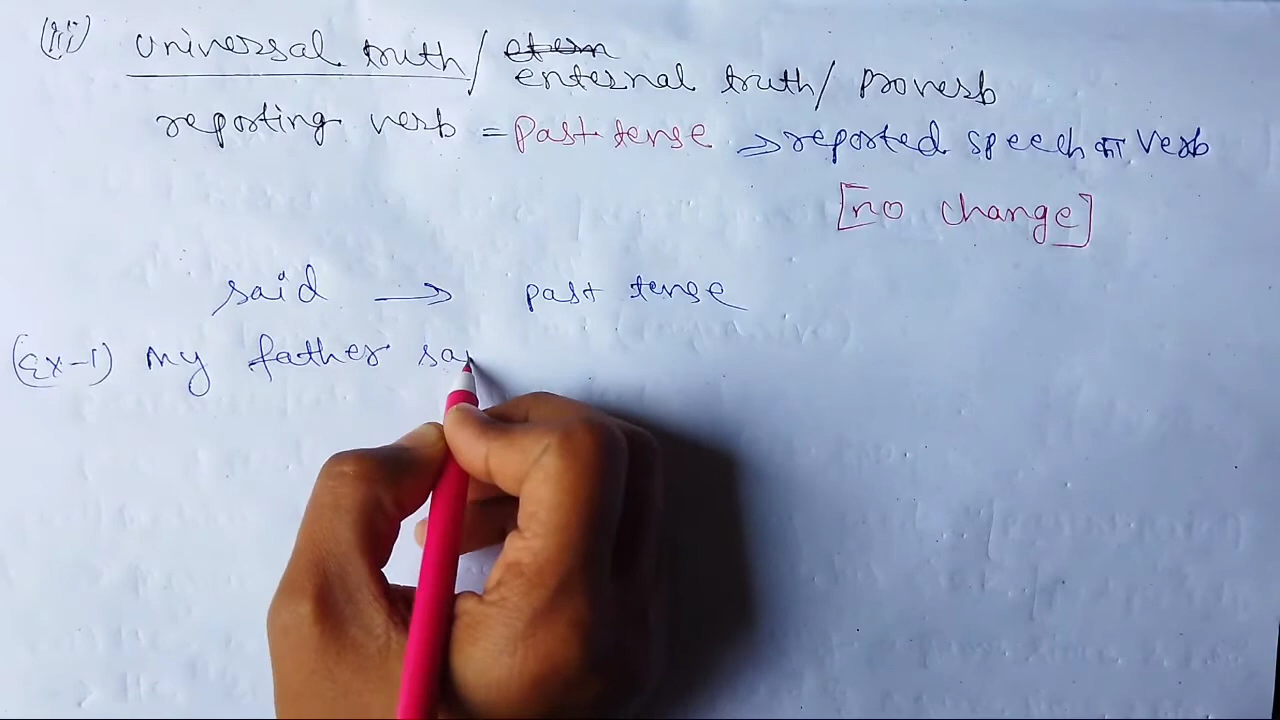 (iii) universal truth/ enternal truth/ proverb
reporting verb = Past tense ⇒ reported speech का verb
[no change]
said → past tense
(Ex-1) My father sa